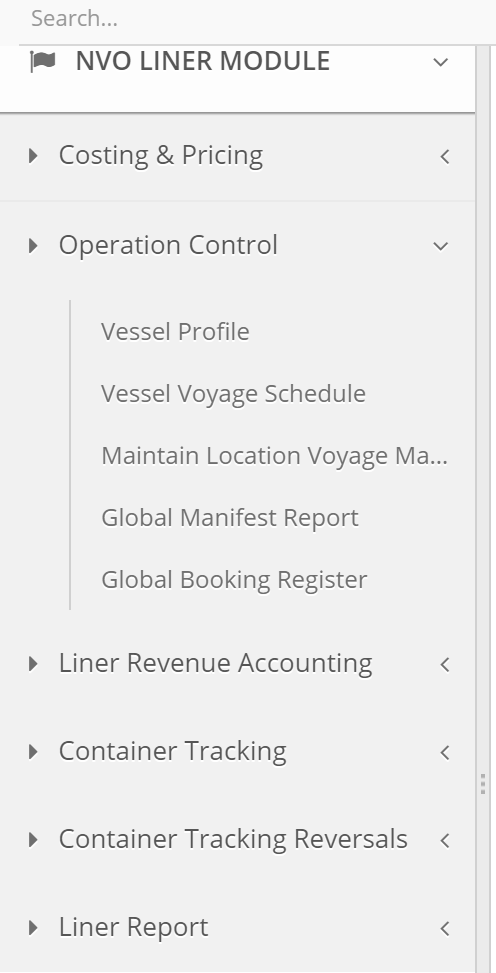 Search...
NVO LINER MODULE
Costing & Pricing
Operation Control
Vessel Profile
Vessel Voyage Schedule
Maintain Location Voyage Ma...
Global Manifest Report
Global Booking Register
Liner Revenue Accounting
Container Tracking
Container Tracking Reversals
Liner Report